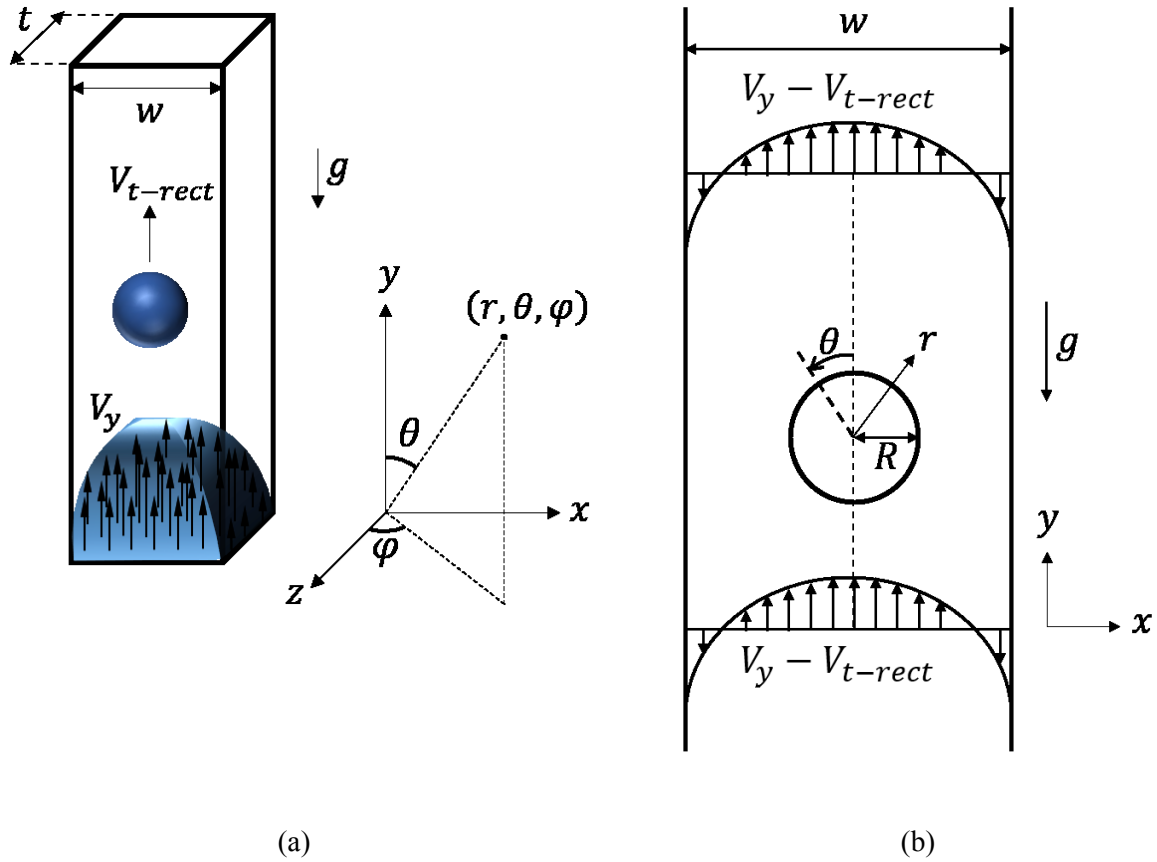 t
w
V_{t-rect}
g
V_y
y
(r, θ, φ)
θ
x
φ
z
(a)
w
V_y − V_{t-rect}
θ
r
g
R
y
x
V_y − V_{t-rect}
(b)